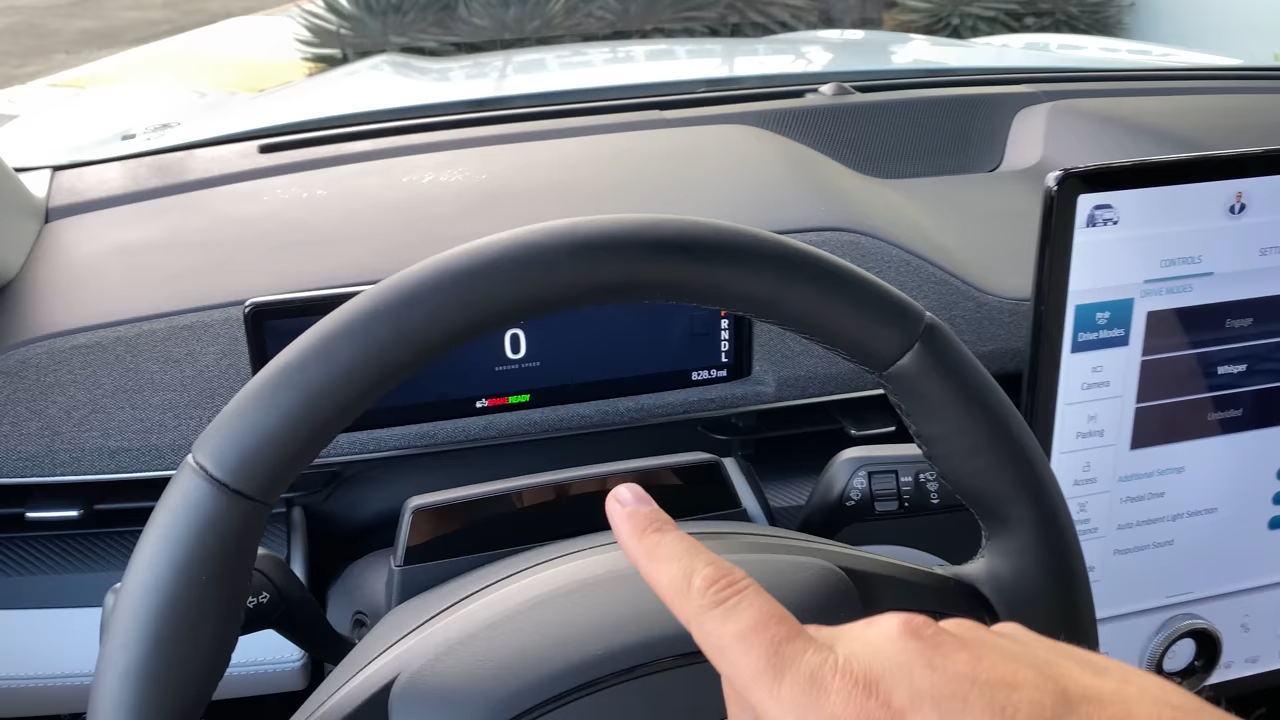 0
GROUND SPEED
R
N
D
L
828.9 mi
BRAKE READY
CONTROLS
DRIVE MODES
Drive Modes
Engage
Whisper
Unbridled
Camera
Parking
Access
Additional Settings
1-Pedal Drive
Auto Ambient Light Selection
Propulsion Sound